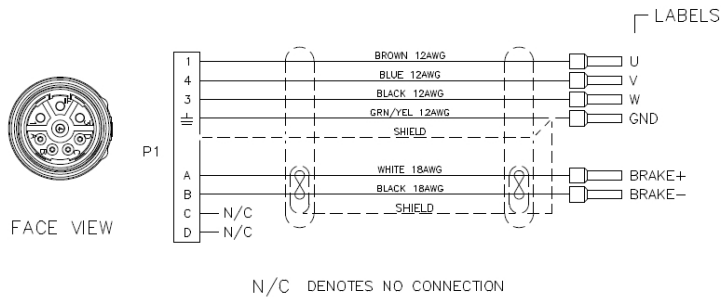 LABELS
1 BROWN 12AWG U
4 BLUE 12AWG V
3 BLACK 12AWG W
GRN/YEL 12AWG GND
SHIELD
P1
A WHITE 18AWG BRAKE+
B BLACK 18AWG BRAKE-
C N/C SHIELD
D N/C
FACE VIEW
N/C DENOTES NO CONNECTION